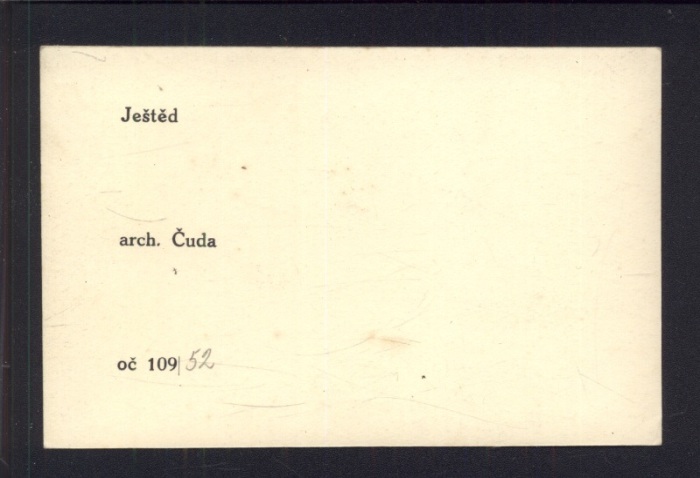 Ještěd
arch. Čuda
oč 109/52